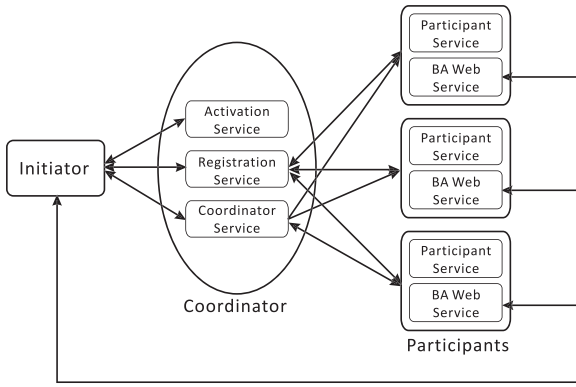 Initiator
Activation
Service
Registration
Service
Coordinator
Service
Coordinator
Participant
Service
BA Web
Service
Participant
Service
BA Web
Service
Participant
Service
BA Web
Service
Participants